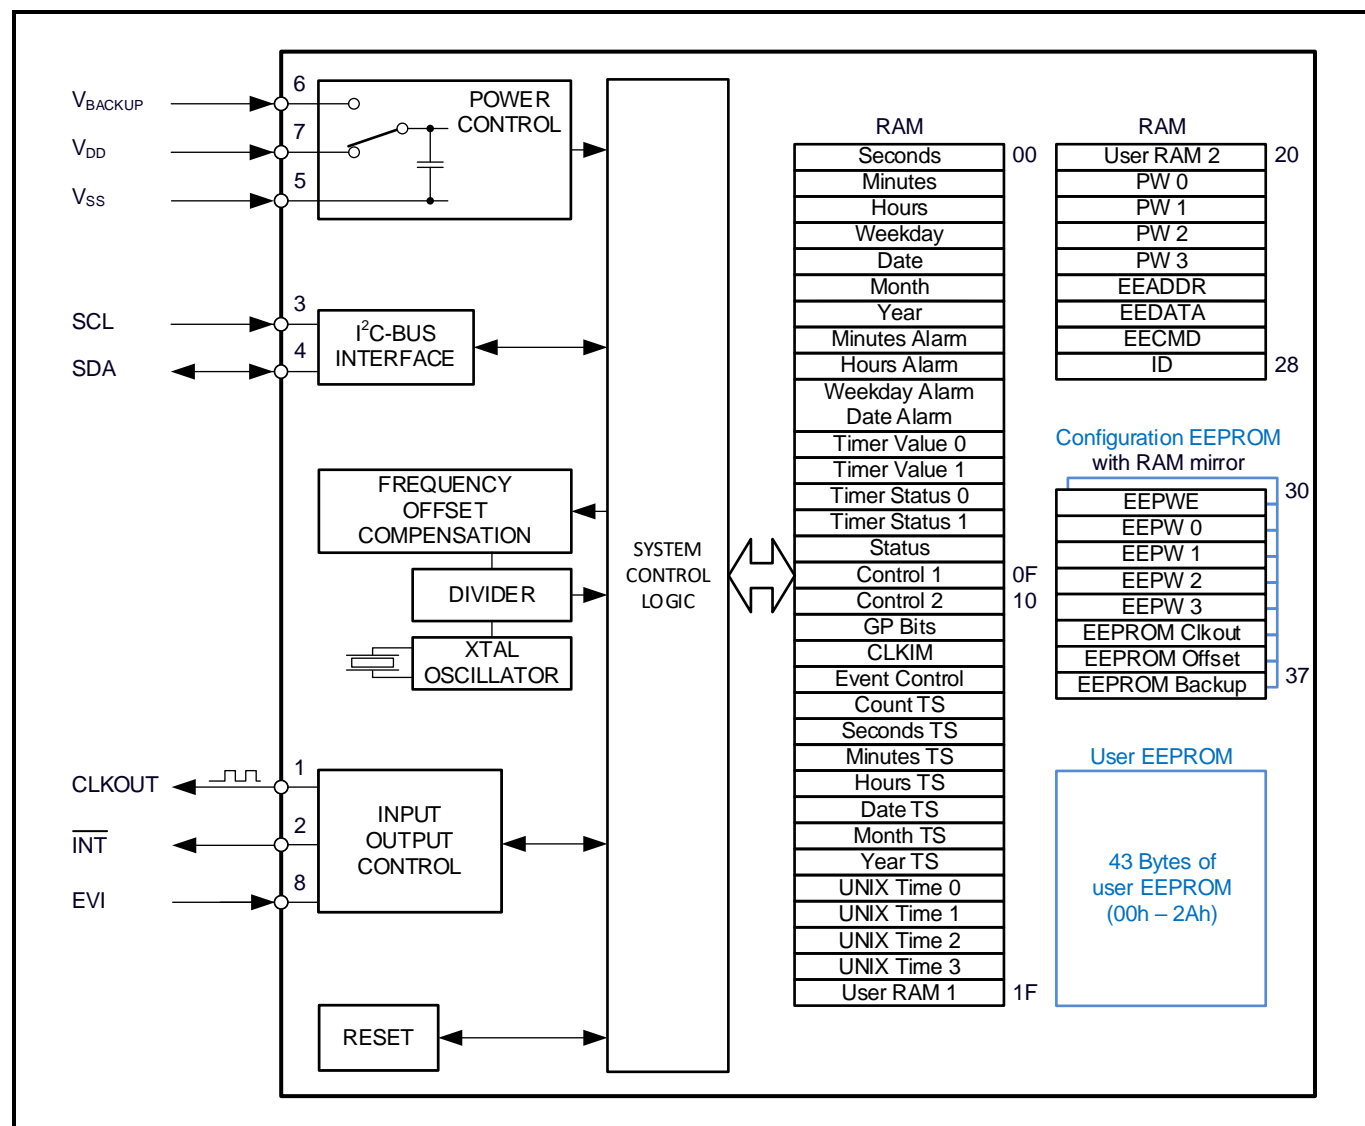 V_BACKUP
6
POWER
CONTROL
V_DD
7
V_SS
5
SCL
3
I²C-BUS
INTERFACE
SDA
4
FREQUENCY
OFFSET
COMPENSATION
DIVIDER
XTAL
OSCILLATOR
CLKOUT
1
INPUT
OUTPUT
CONTROL
I̅N̅T̅
2
EVI
8
RESET
SYSTEM
CONTROL
LOGIC
RAM
Seconds 00
Minutes
Hours
Weekday
Date
Month
Year
Minutes Alarm
Hours Alarm
Weekday Alarm
Date Alarm
Timer Value 0
Timer Value 1
Timer Status 0
Timer Status 1
Status
Control 1 0F
Control 2 10
GP Bits
CLKIM
Event Control
Count TS
Seconds TS
Minutes TS
Hours TS
Date TS
Month TS
Year TS
UNIX Time 0
UNIX Time 1
UNIX Time 2
UNIX Time 3
User RAM 1 1F
RAM
User RAM 2 20
PW 0
PW 1
PW 2
PW 3
EEADDR
EEDATA
EECMD
ID 28
Configuration EEPROM
with RAM mirror
EEPWE 30
EEPW 0
EEPW 1
EEPW 2
EEPW 3
EEPROM Clkout
EEPROM Offset
EEPROM Backup 37
User EEPROM
43 Bytes of
user EEPROM
(00h – 2Ah)